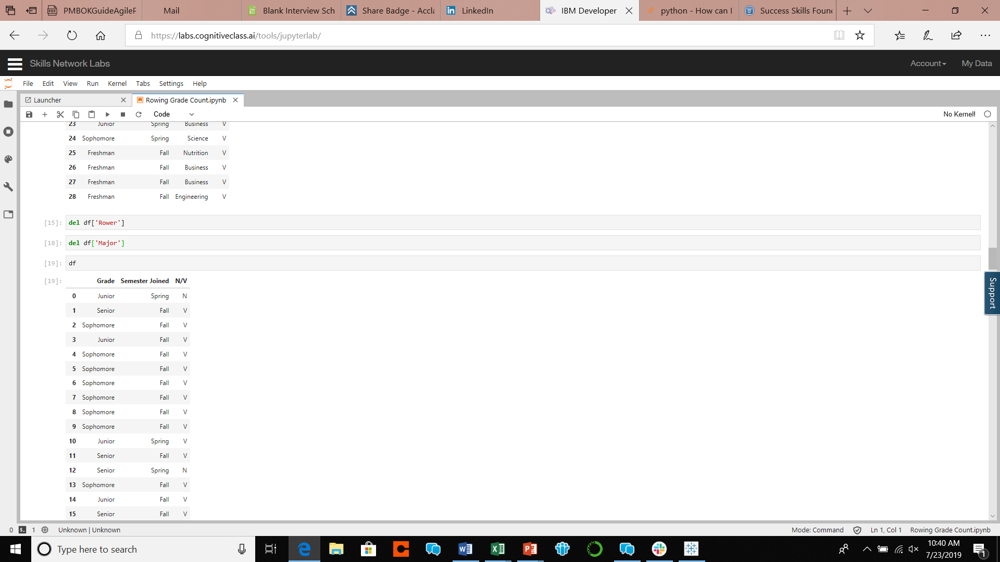 PMBOKGuideAgileF
Mail
Blank Interview Sch
Share Badge - Accla
LinkedIn
IBM Developer
python - How can I
Success Skills Foun
https://labs.cognitiveclass.ai/tools/jupyterlab/
Skills Network Labs
Account
My Data
File Edit View Run Kernel Tabs Settings Help
Launcher
Rowing Grade Count.ipynb
Code
No Kernel!
23 Junior Spring Business V
24 Sophomore Spring Science V
25 Freshman Fall Nutrition V
26 Freshman Fall Business V
27 Freshman Fall Business V
28 Freshman Fall Engineering V
[15]: del df['Rower']
[18]: del df['Major']
[19]: df
[19]: Grade Semester Joined N/V
0 Junior Spring N
1 Senior Fall V
2 Sophomore Fall V
3 Junior Fall V
4 Sophomore Fall V
5 Sophomore Fall V
6 Sophomore Fall V
7 Sophomore Fall V
8 Sophomore Fall V
9 Sophomore Fall V
10 Junior Spring V
11 Senior Fall V
12 Senior Spring N
13 Sophomore Fall V
14 Junior Fall V
15 Senior Fall V
Support
0 1 Unknown | Unknown
Mode: Command
Ln 1, Col 1
Rowing Grade Count.ipynb
Type here to search
10:40 AM
7/23/2019
1